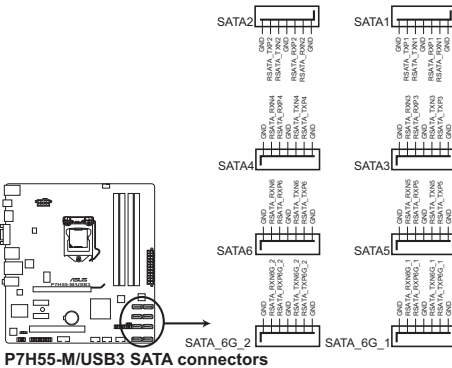 SATA2
GND
RSATA_TXP2
RSATA_TXN2
GND
RSATA_RXP2
RSATA_RXN2
GND
SATA1
GND
RSATA_TXP1
RSATA_TXN1
GND
RSATA_RXP1
RSATA_RXN1
GND
SATA4
GND
RSATA_RXN4
RSATA_RXP4
GND
RSATA_TXN4
RSATA_TXP4
GND
SATA3
GND
RSATA_RXN3
RSATA_RXP3
GND
RSATA_TXN3
RSATA_TXP3
GND
SATA6
GND
RSATA_RXN6
RSATA_RXP6
GND
RSATA_TXN6
RSATA_TXP6
GND
SATA5
GND
RSATA_RXN5
RSATA_RXP5
GND
RSATA_TXN5
RSATA_TXP5
GND
SATA_6G_2
GND
RSATA_RXN6G_2
RSATA_RXP6G_2
GND
RSATA_TXN6G_2
RSATA_TXP6G_2
GND
SATA_6G_1
GND
RSATA_RXN6G_1
RSATA_RXP6G_1
GND
RSATA_TXN6G_1
RSATA_TXP6G_1
GND
ASUS
P7H55-M/USB3
P7H55-M/USB3 SATA connectors